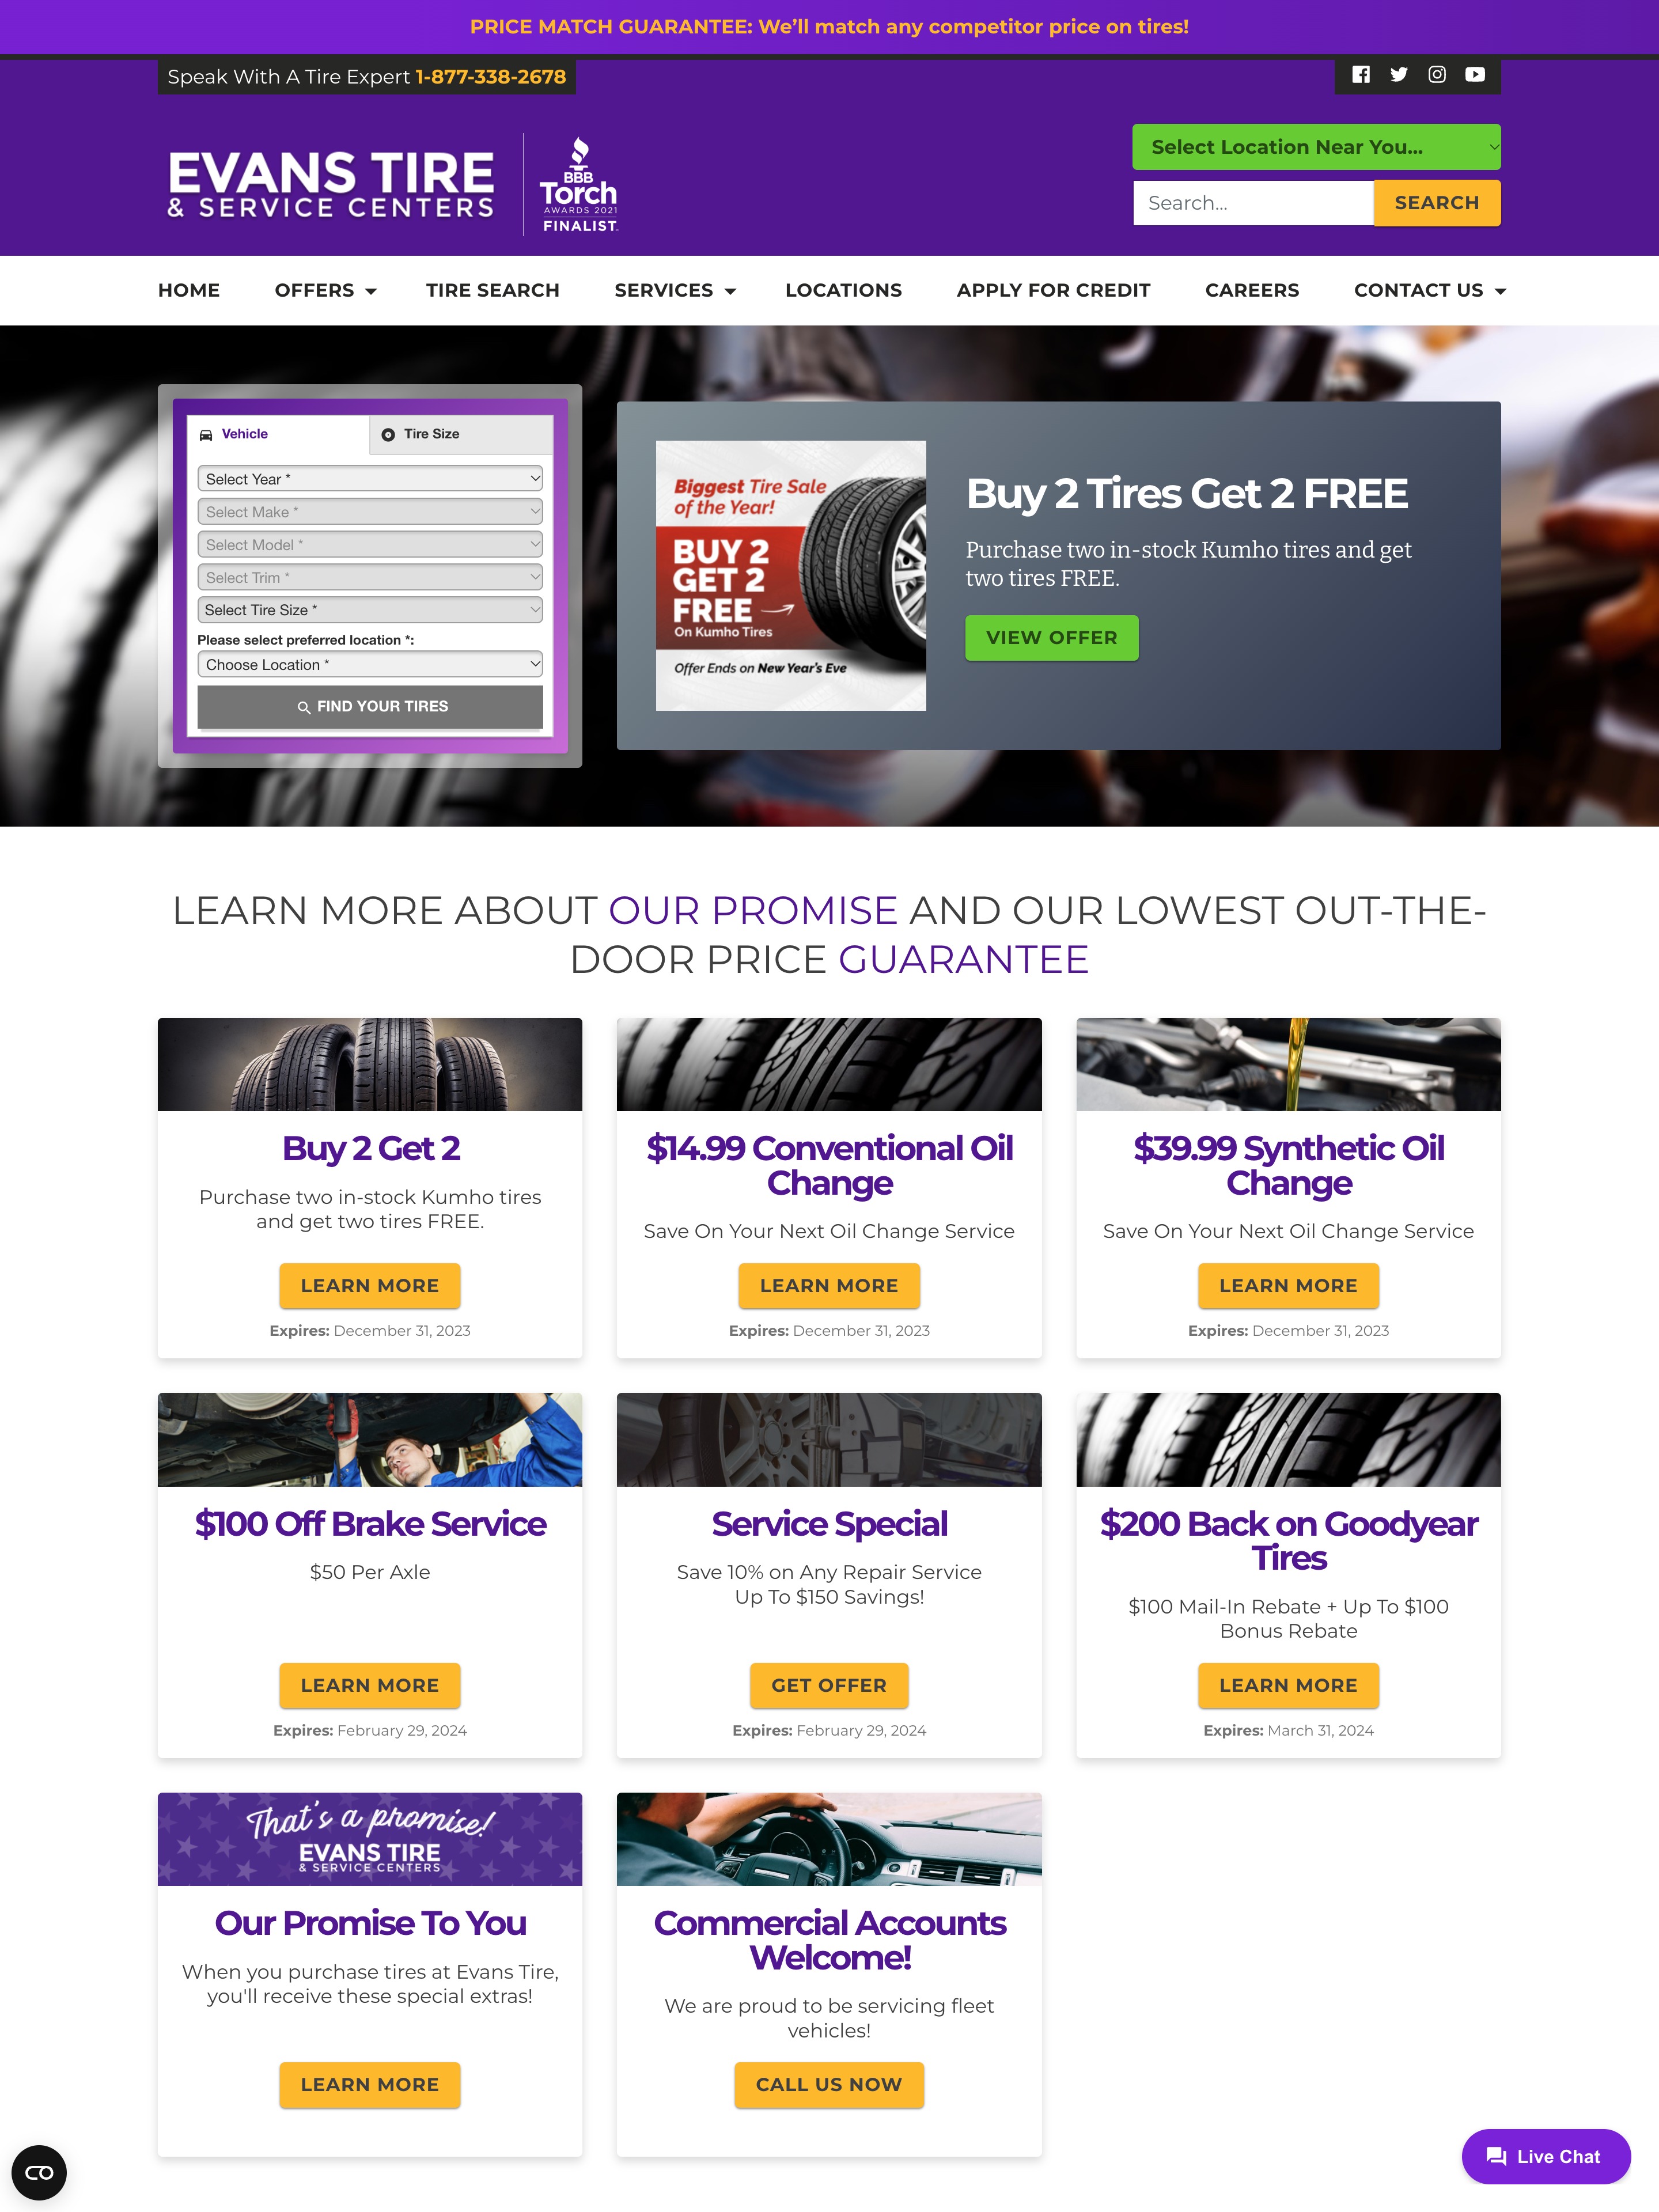 PRICE MATCH GUARANTEE: We’ll match any competitor price on tires!
Speak With A Tire Expert 1-877-338-2678
EVANS TIRE
& SERVICE CENTERS
BBB
Torch
AWARDS 2021
FINALIST
Select Location Near You...
Search...
SEARCH
HOME
OFFERS
TIRE SEARCH
SERVICES
LOCATIONS
APPLY FOR CREDIT
CAREERS
CONTACT US
Vehicle
Tire Size
Select Year *
Select Make *
Select Model *
Select Trim *
Select Tire Size *
Please select preferred location *:
Choose Location *
FIND YOUR TIRES
Biggest Tire Sale
of the Year!
BUY 2
GET 2
FREE
On Kumho Tires
Offer Ends on New Year's Eve
Buy 2 Tires Get 2 FREE
Purchase two in-stock Kumho tires and get
two tires FREE.
VIEW OFFER
LEARN MORE ABOUT OUR PROMISE AND OUR LOWEST OUT-THE-
DOOR PRICE GUARANTEE
Buy 2 Get 2
Purchase two in-stock Kumho tires
and get two tires FREE.
LEARN MORE
Expires: December 31, 2023
$14.99 Conventional Oil
Change
Save On Your Next Oil Change Service
LEARN MORE
Expires: December 31, 2023
$39.99 Synthetic Oil
Change
Save On Your Next Oil Change Service
LEARN MORE
Expires: December 31, 2023
$100 Off Brake Service
$50 Per Axle
LEARN MORE
Expires: February 29, 2024
Service Special
Save 10% on Any Repair Service
Up To $150 Savings!
GET OFFER
Expires: February 29, 2024
$200 Back on Goodyear
Tires
$100 Mail-In Rebate + Up To $100
Bonus Rebate
LEARN MORE
Expires: March 31, 2024
That's a promise!
EVANS TIRE
& SERVICE CENTERS
Our Promise To You
When you purchase tires at Evans Tire,
you'll receive these special extras!
LEARN MORE
Commercial Accounts
Welcome!
We are proud to be servicing fleet
vehicles!
CALL US NOW
Live Chat